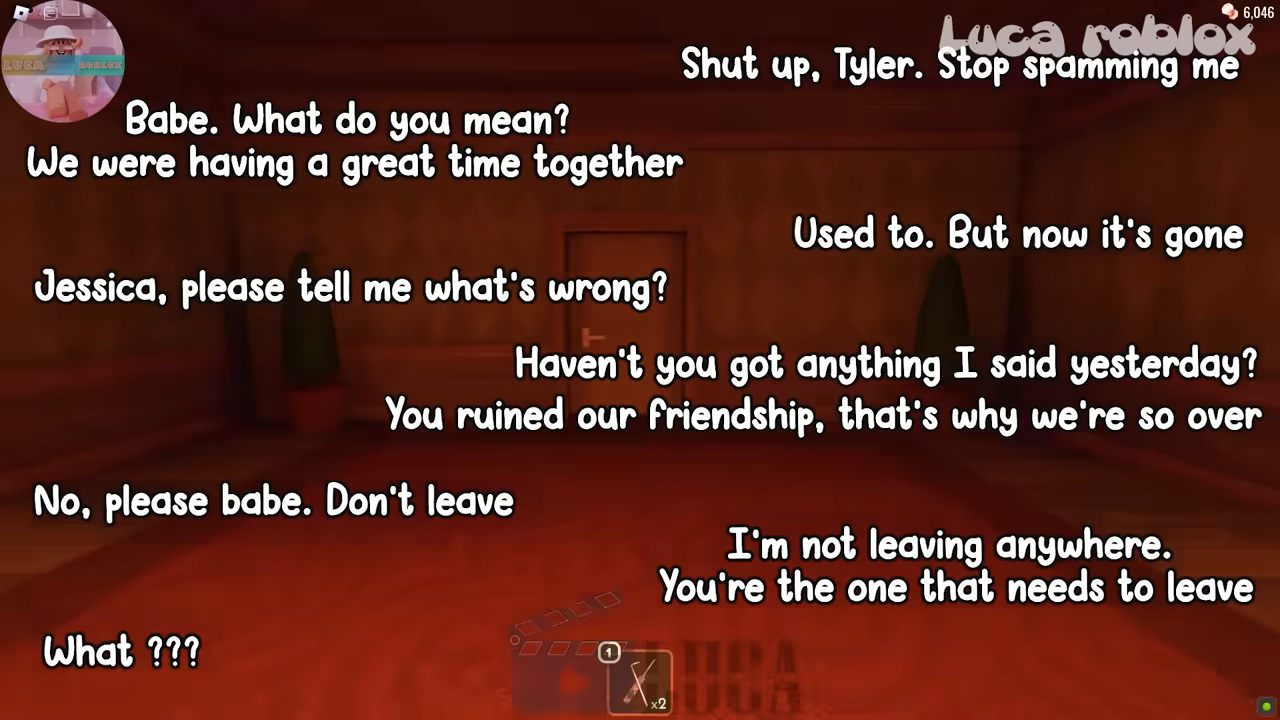 6,046
Luca roblox
LUCA ROBLOX
Shut up, Tyler. Stop spamming me
Babe. What do you mean?
We were having a great time together
Used to. But now it's gone
Jessica, please tell me what's wrong?
Haven't you got anything I said yesterday?
You ruined our friendship, that's why we're so over
No, please babe. Don't leave
I'm not leaving anywhere.
You're the one that needs to leave
What ???
1
x2
LUCA